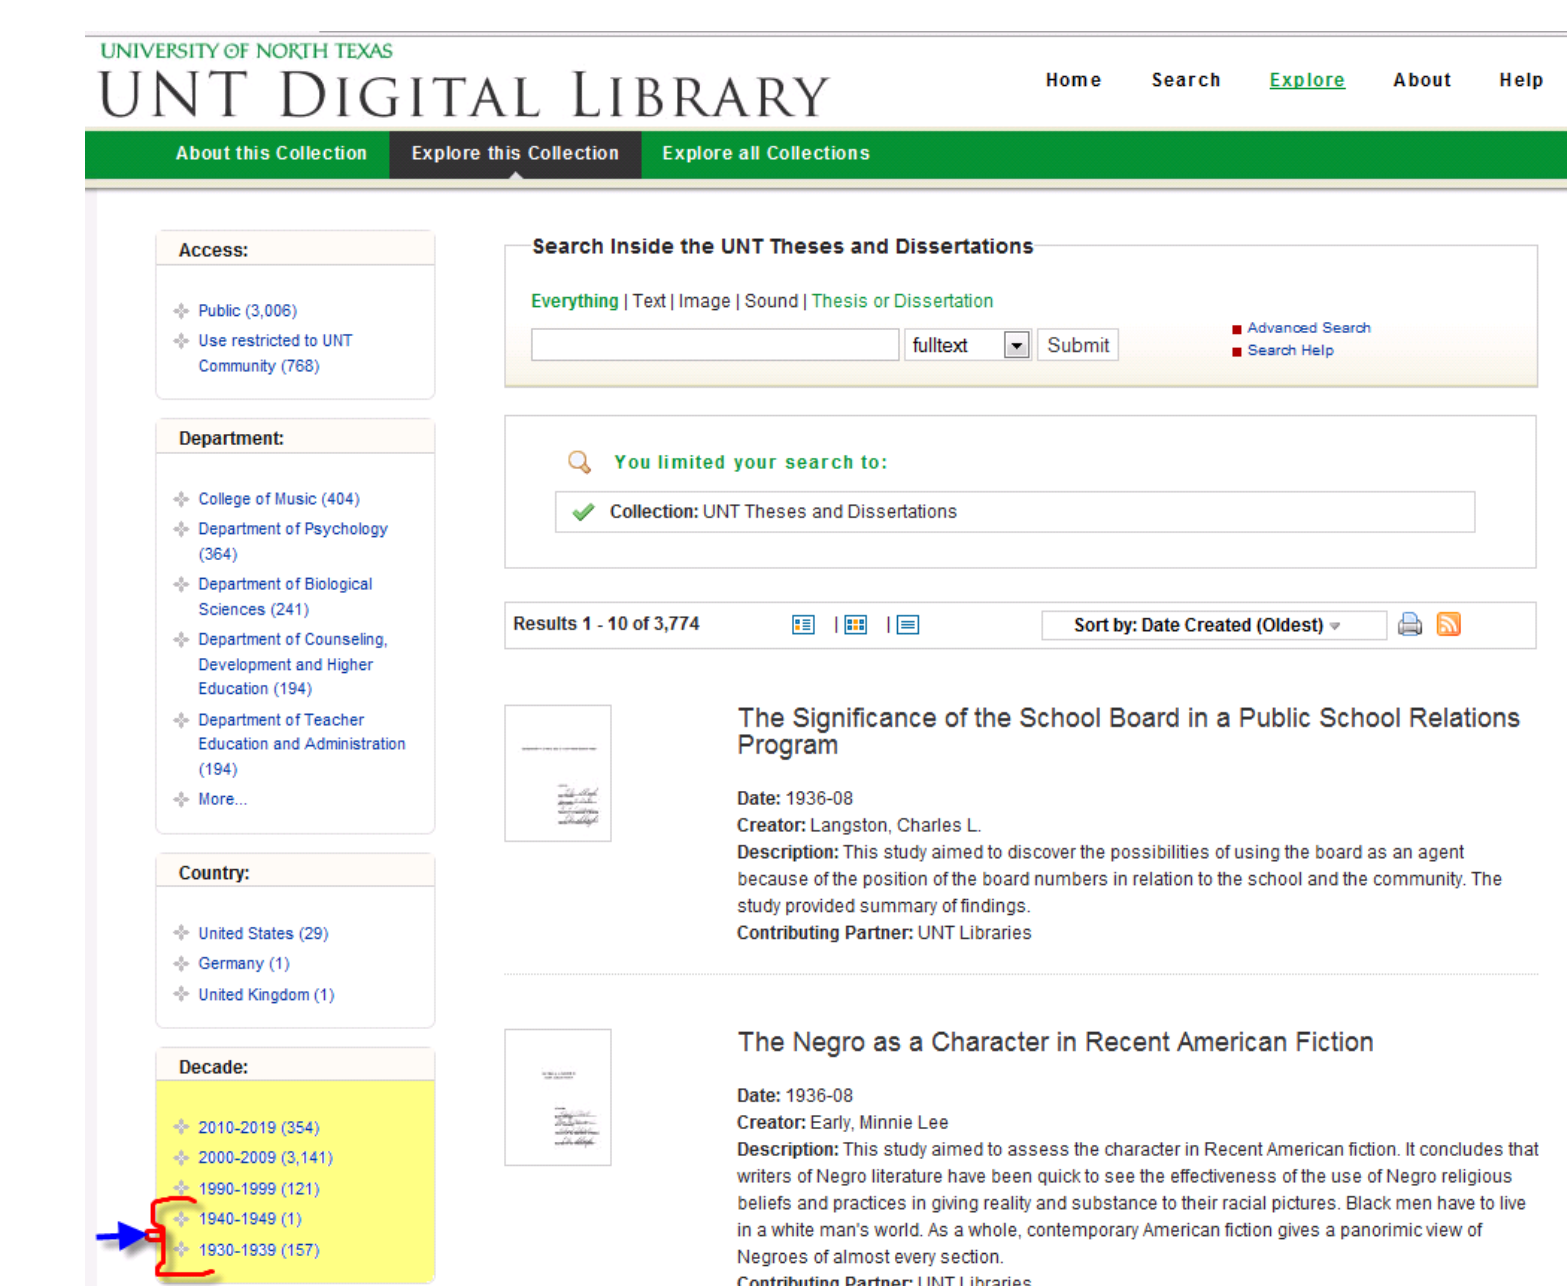 UNIVERSITY OF NORTH TEXAS
UNT DIGITAL LIBRARY
Home Search Explore About Help
About this Collection Explore this Collection Explore all Collections
Access:
Public (3,006)
Use restricted to UNT
Community (768)
Department:
College of Music (404)
Department of Psychology
(364)
Department of Biological
Sciences (241)
Department of Counseling,
Development and Higher
Education (194)
Department of Teacher
Education and Administration
(194)
More...
Country:
United States (29)
Germany (1)
United Kingdom (1)
Decade:
2010-2019 (354)
2000-2009 (3,141)
1990-1999 (121)
1940-1949 (1)
1930-1939 (157)
Search Inside the UNT Theses and Dissertations
Everything | Text | Image | Sound | Thesis or Dissertation
fulltext Submit
Advanced Search
Search Help
You limited your search to:
Collection: UNT Theses and Dissertations
Results 1 - 10 of 3,774 | | Sort by: Date Created (Oldest)
The Significance of the School Board in a Public School Relations
Program
Date: 1936-08
Creator: Langston, Charles L.
Description: This study aimed to discover the possibilities of using the board as an agent
because of the position of the board numbers in relation to the school and the community. The
study provided summary of findings.
Contributing Partner: UNT Libraries
The Negro as a Character in Recent American Fiction
Date: 1936-08
Creator: Early, Minnie Lee
Description: This study aimed to assess the character in Recent American fiction. It concludes that
writers of Negro literature have been quick to see the effectiveness of the use of Negro religious
beliefs and practices in giving reality and substance to their racial pictures. Black men have to live
in a white man's world. As a whole, contemporary American fiction gives a panorimic view of
Negroes of almost every section.
Contributing Partner: UNT Libraries